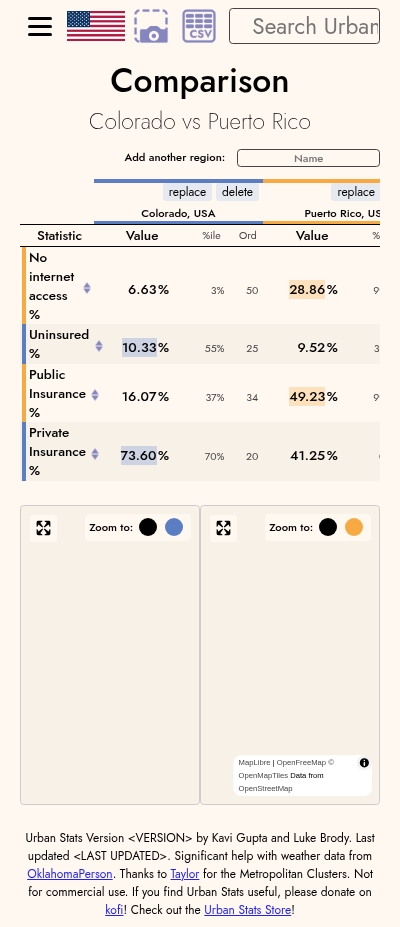 CSV
Search Urban
Comparison
Colorado vs Puerto Rico
Add another region: Name
replace delete replace
Colorado, USA Puerto Rico, US
Statistic Value %ile Ord Value %
No internet access % 6.63% 3% 50 28.86% 9
Uninsured % 10.33% 55% 25 9.52% 3
Public Insurance % 16.07% 37% 34 49.23% 9
Private Insurance % 73.60% 70% 20 41.25%
Zoom to: Zoom to:
MapLibre | OpenFreeMap ©
OpenMapTiles Data from
OpenStreetMap
Urban Stats Version <VERSION> by Kavi Gupta and Luke Brody. Last
updated <LAST UPDATED>. Significant help with weather data from
OklahomaPerson. Thanks to Taylor for the Metropolitan Clusters. Not
for commercial use. If you find Urban Stats useful, please donate on
kofi! Check out the Urban Stats Store!